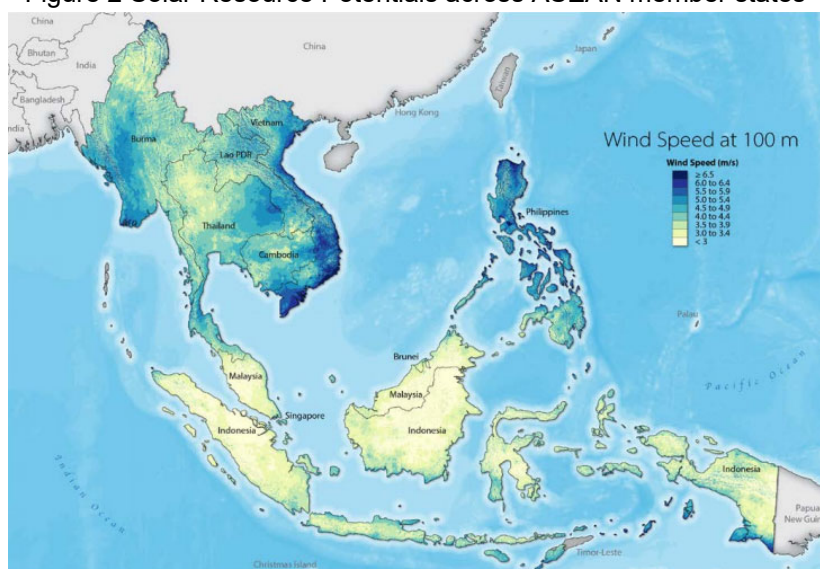 Figure 2 Solar Resource Potentials across ASEAN member states
China
China
Bhutan
India
Bangladesh
India
Burma
Vietnam
Lao PDR
Thailand
Cambodia
Hong Kong
Taiwan
Japan
Wind Speed at 100 m
Wind Speed (m/s)
≥ 6.5
6.0 to 6.4
5.5 to 5.9
5.0 to 5.4
4.5 to 4.9
4.0 to 4.4
3.5 to 3.9
3.0 to 3.4
< 3
Philippines
Palau
Pacific Ocean
Brunei
Malaysia
Malaysia
Singapore
Indonesia
Indonesia
Indonesia
Papua
New Guinea
Indian Ocean
Timor-Leste
Christmas Island